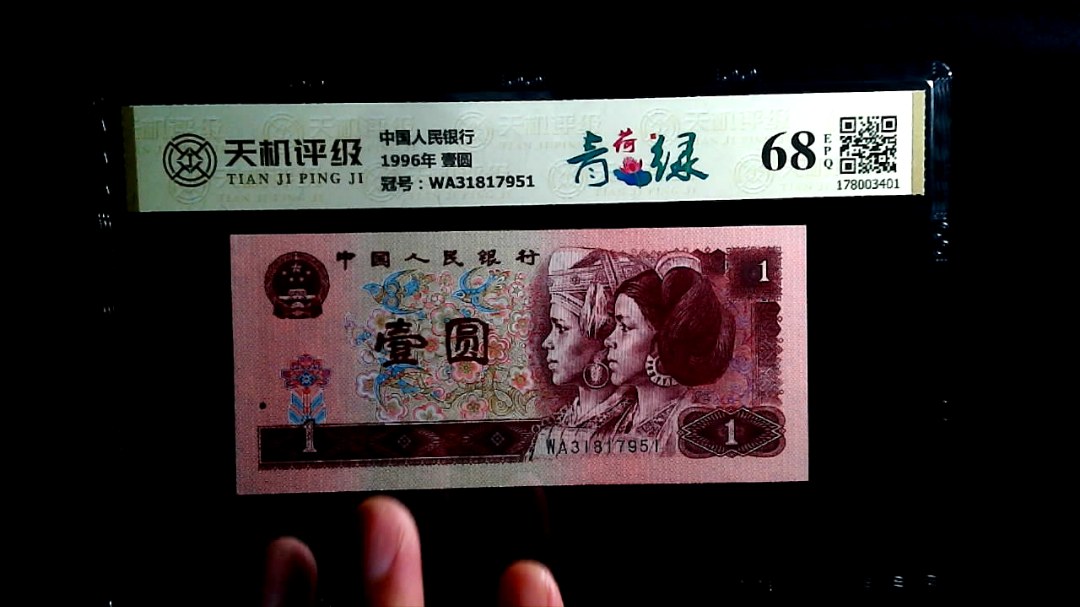 天机评级
TIAN JI PING JI
中国人民银行
1996年 壹圆
冠号：WA31817951
青荷绿
68
EPQ
178003401
中国人民银行
1
壹圆
1
WA31817951
1